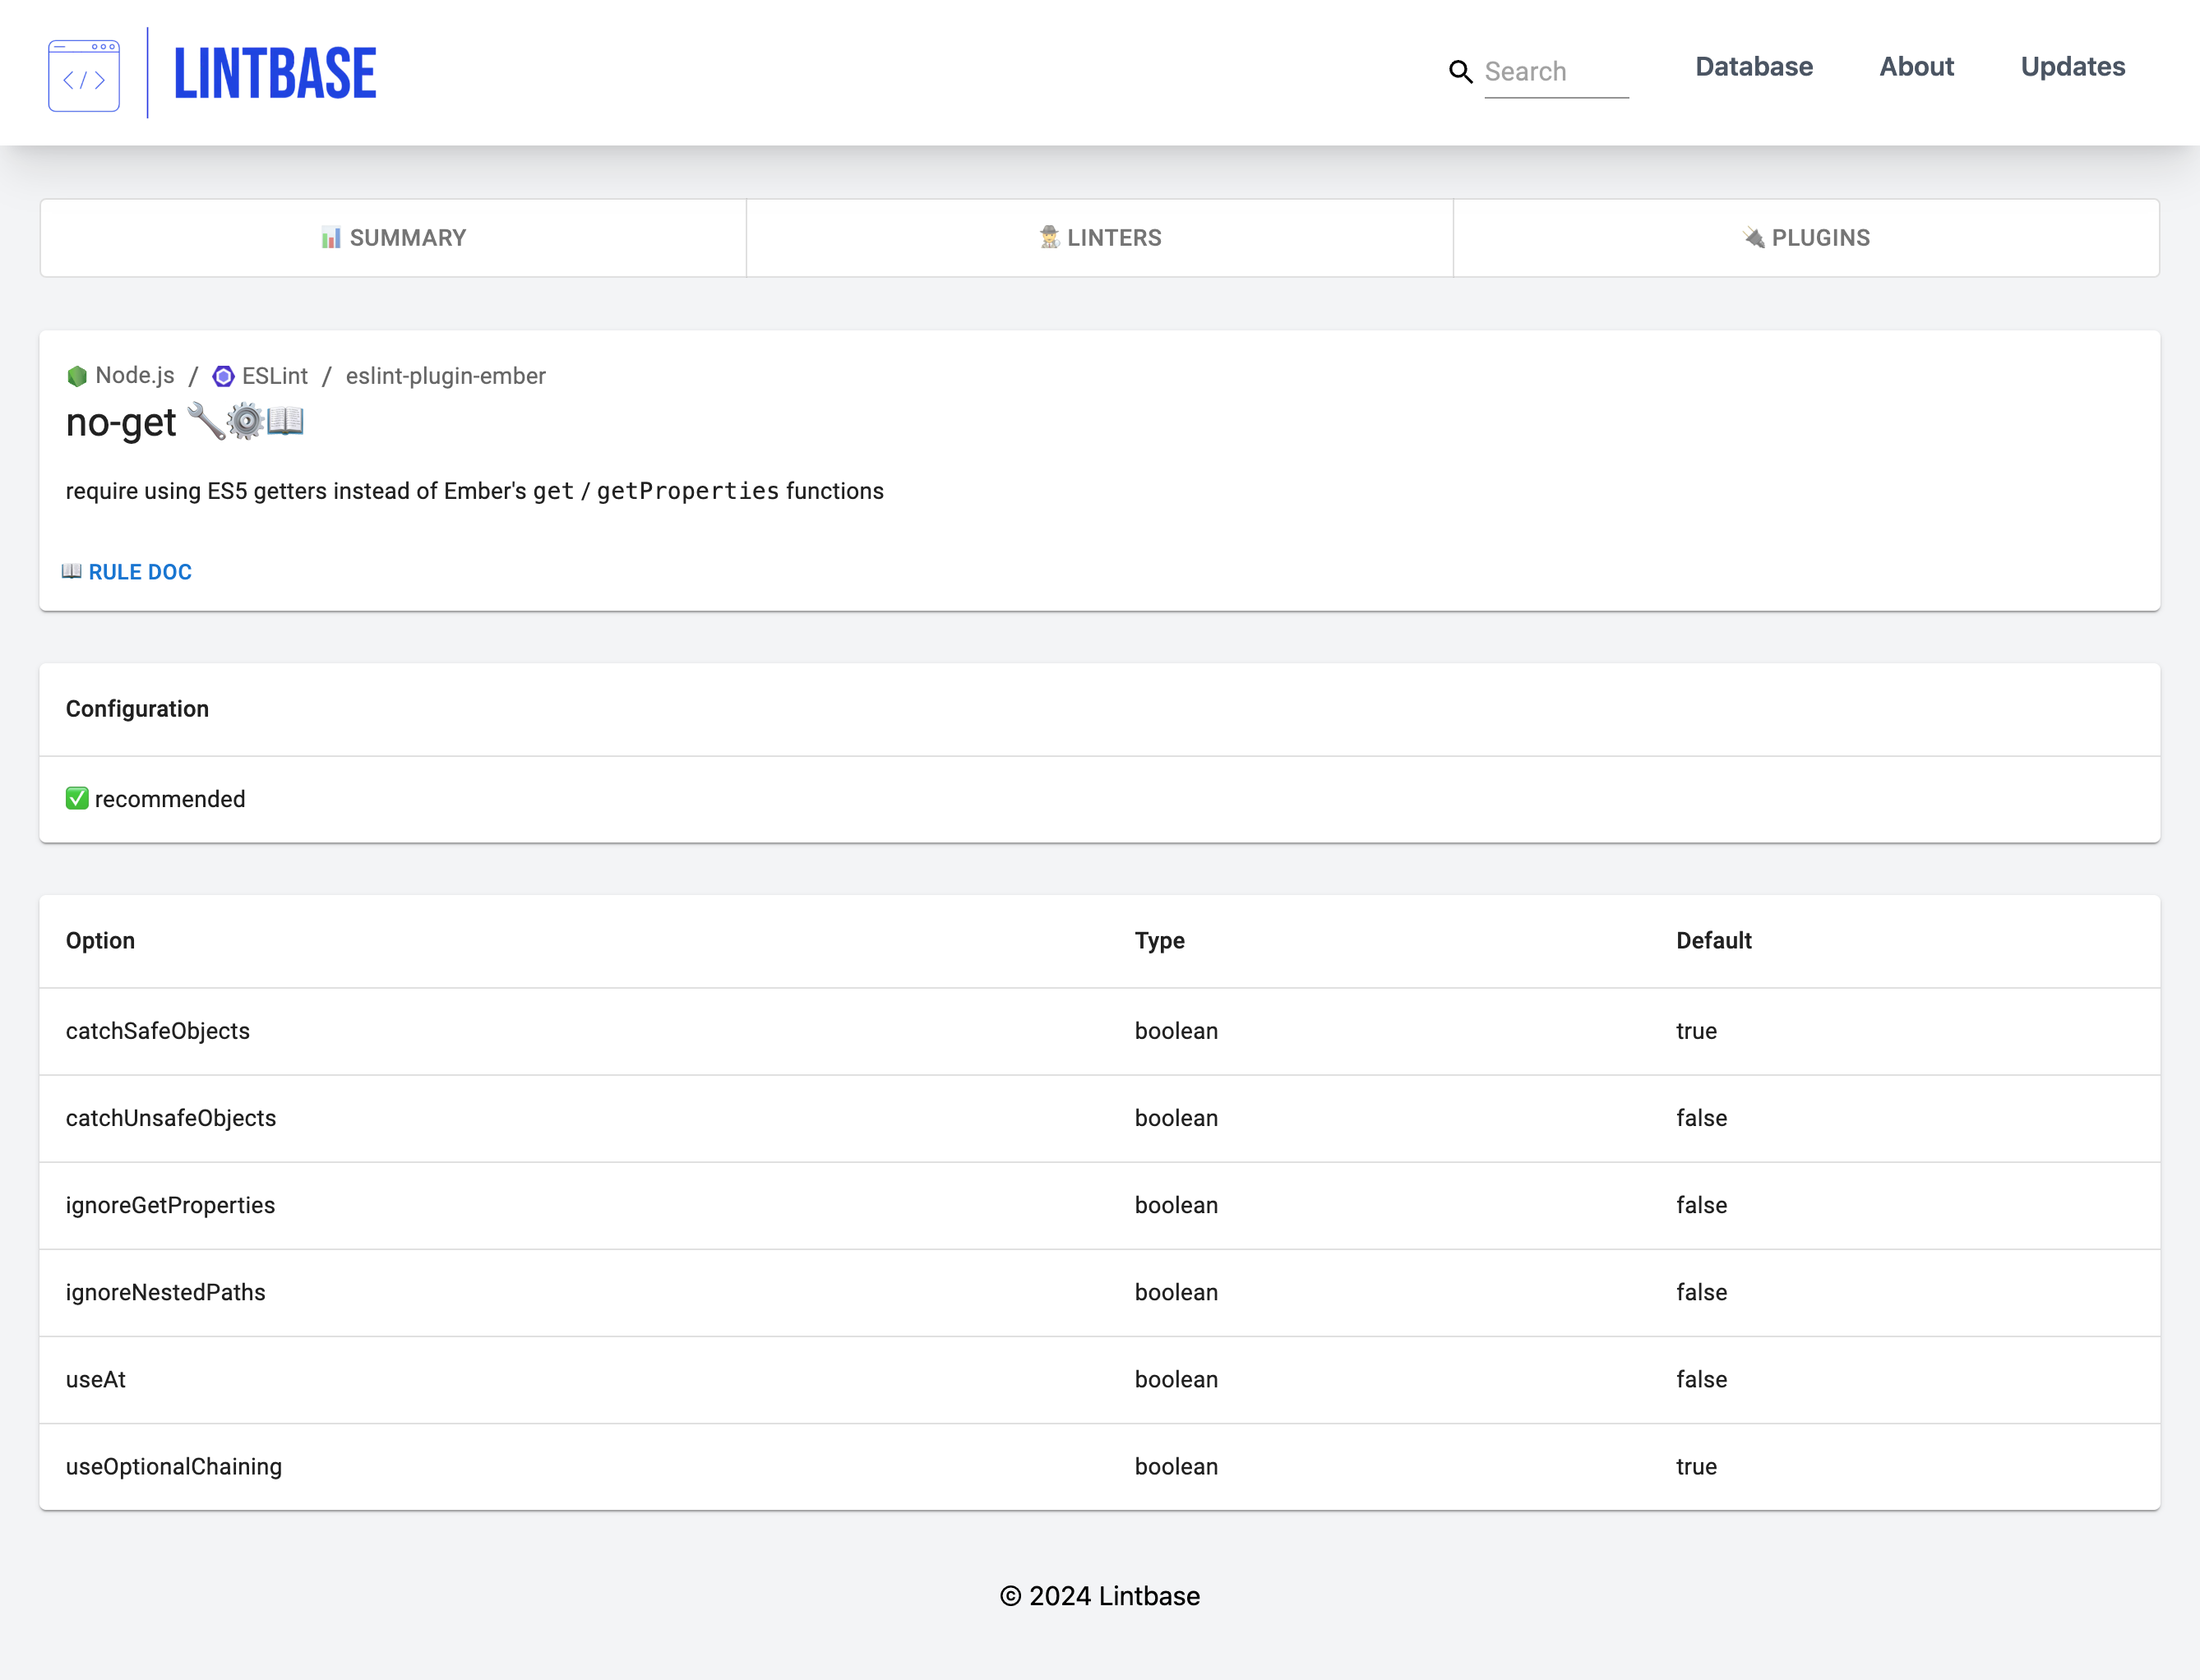 </> LINTBASE Search Database About Updates
📊 SUMMARY 🕵️ LINTERS 🔌 PLUGINS
Node.js / ESLint / eslint-plugin-ember
no-get 🔧⚙️📖
require using ES5 getters instead of Ember's get / getProperties functions
📖 RULE DOC
Configuration
✅ recommended
Option Type Default
catchSafeObjects boolean true
catchUnsafeObjects boolean false
ignoreGetProperties boolean false
ignoreNestedPaths boolean false
useAt boolean false
useOptionalChaining boolean true
© 2024 Lintbase